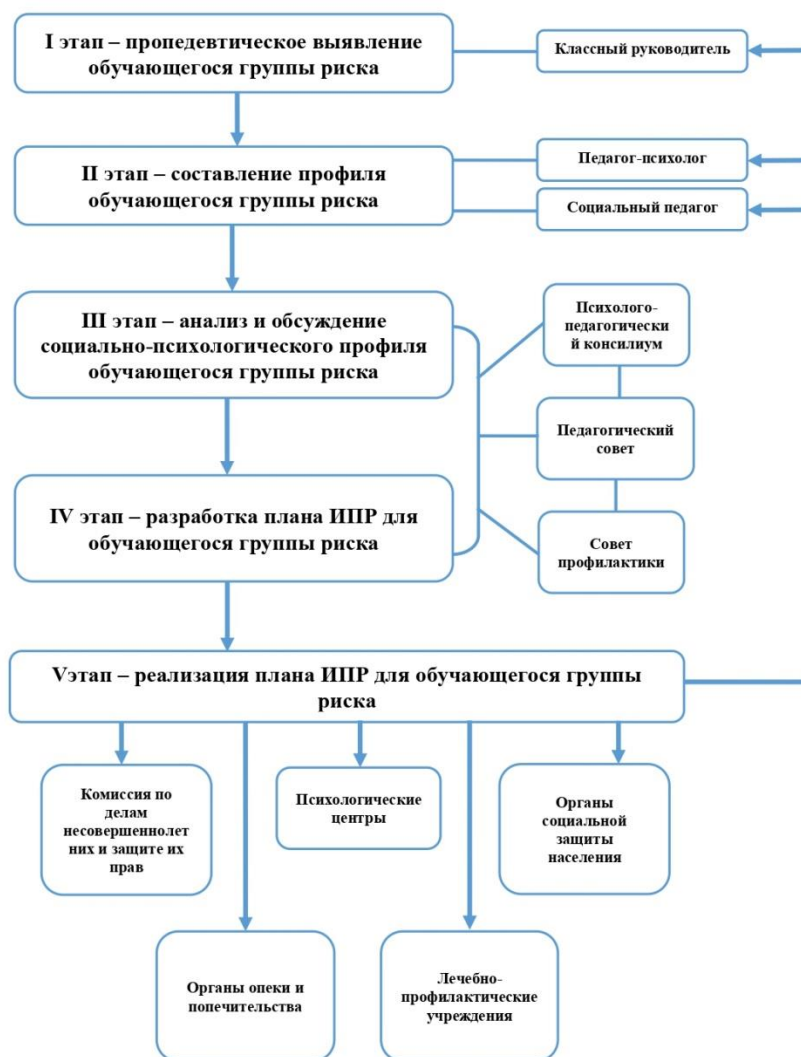 I этап – пропедевтическое выявление
обучающегося группы риска
Классный руководитель
II этап – составление профиля
обучающегося группы риска
Педагог-психолог
Социальный педагог
III этап – анализ и обсуждение
социально-психологического профиля
обучающегося группы риска
Психолого-
педагогически
й консилиум
Педагогический
совет
IV этап – разработка плана ИПР для
обучающегося группы риска
Совет
профилактики
Vэтап – реализация плана ИПР для обучающегося группы
риска
Комиссия по
делам
несовершеннолет
них и защите их
прав
Психологические
центры
Органы
социальной
защиты
населения
Органы опеки и
попечительства
Лечебно-
профилактические
учреждения